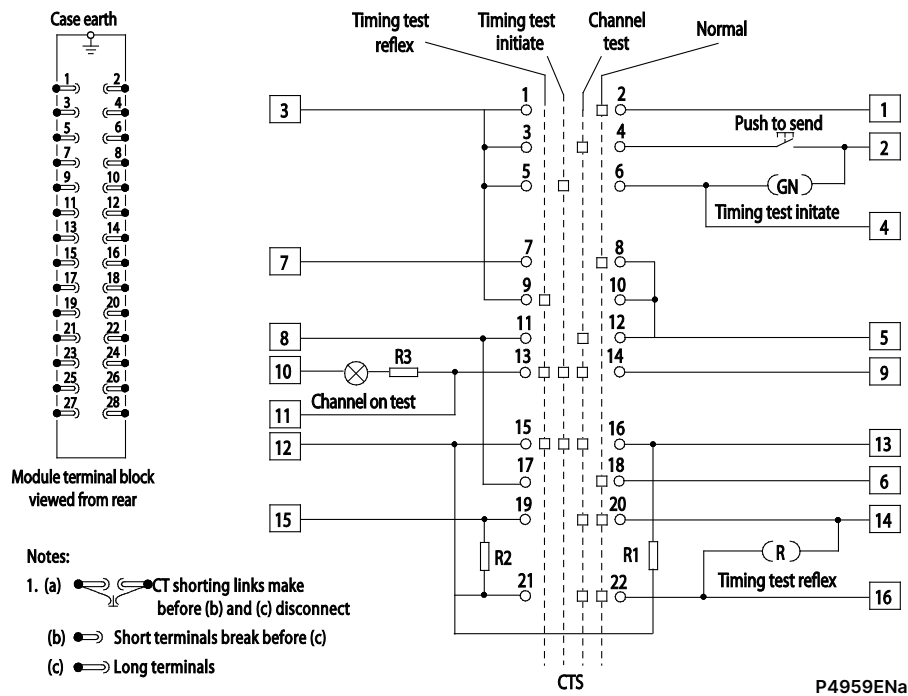 Case earth
1 2
3 4
5 6
7 8
9 10
11 12
13 14
15 16
17 18
19 20
21 22
23 24
25 26
27 28
Module terminal block
viewed from rear
Notes:
1. (a) CT shorting links make
before (b) and (c) disconnect
(b) Short terminals break before (c)
(c) Long terminals
Timing test
reflex
Timing test
initiate
Channel
test
Normal
3 1 2 1
Push to send
3 4 2
5 6 GN
Timing test initate
4
7 7 8
9 10
8 11 12 5
10 R3 13 14 9
Channel on test
11
12 15 16 13
17 18 6
15 19 20 14
R2 R1 R
Timing test reflex
21 22 16
CTS
P4959ENa